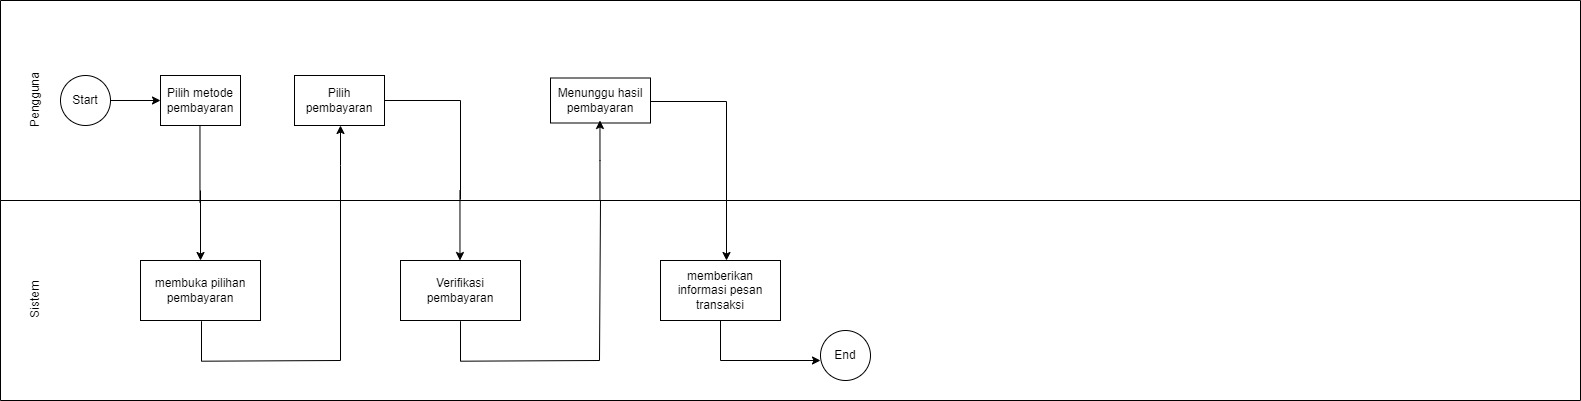 Pengguna
Start
Pilih metode
pembayaran
Pilih
pembayaran
Menunggu hasil
pembayaran
Sistem
membuka pilihan
pembayaran
Verifikasi
pembayaran
memberikan
informasi pesan
transaksi
End